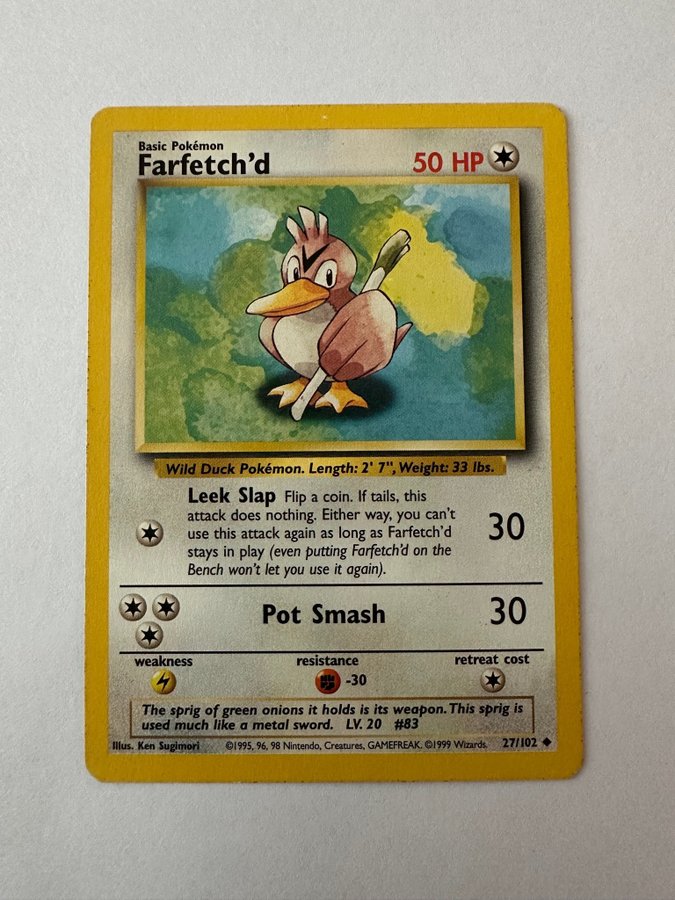 Basic Pokémon
Farfetch'd 50 HP
Wild Duck Pokémon. Length: 2' 7", Weight: 33 lbs.
Leek Slap Flip a coin. If tails, this
attack does nothing. Either way, you can't
use this attack again as long as Farfetch'd
stays in play (even putting Farfetch'd on the
Bench won't let you use it again).
30
Pot Smash 30
weakness resistance retreat cost
-30
The sprig of green onions it holds is its weapon. This sprig is
used much like a metal sword. LV. 20 #83
Illus. Ken Sugimori ©1995, 96, 98 Nintendo, Creatures, GAMEFREAK. ©1999 Wizards. 27/102